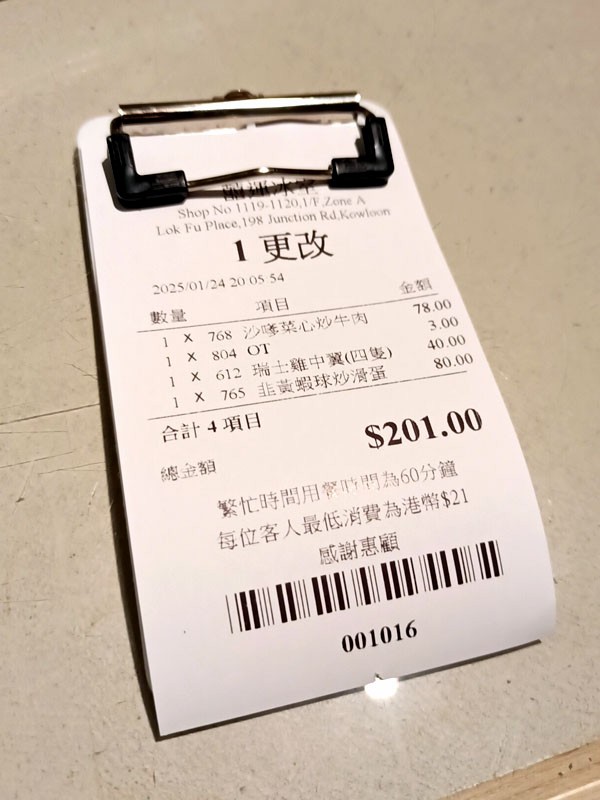 冰室
Shop No 1119-1120,1/F,Zone A
Lok Fu Place,198 Junction Rd,Kowloon
1 更改
2025/01/24 20:05:54
數量 項目 金額
1 X 768 沙嗲菜心炒牛肉 78.00
1 X 804 OT 3.00
1 X 612 瑞士雞中翼(四隻) 40.00
1 X 765 韭黃蝦球炒滑蛋 80.00
合計 4 項目 $201.00
總金額
繁忙時間用餐時間為60分鐘
每位客人最低消費為港幣$21
感謝惠顧
001016